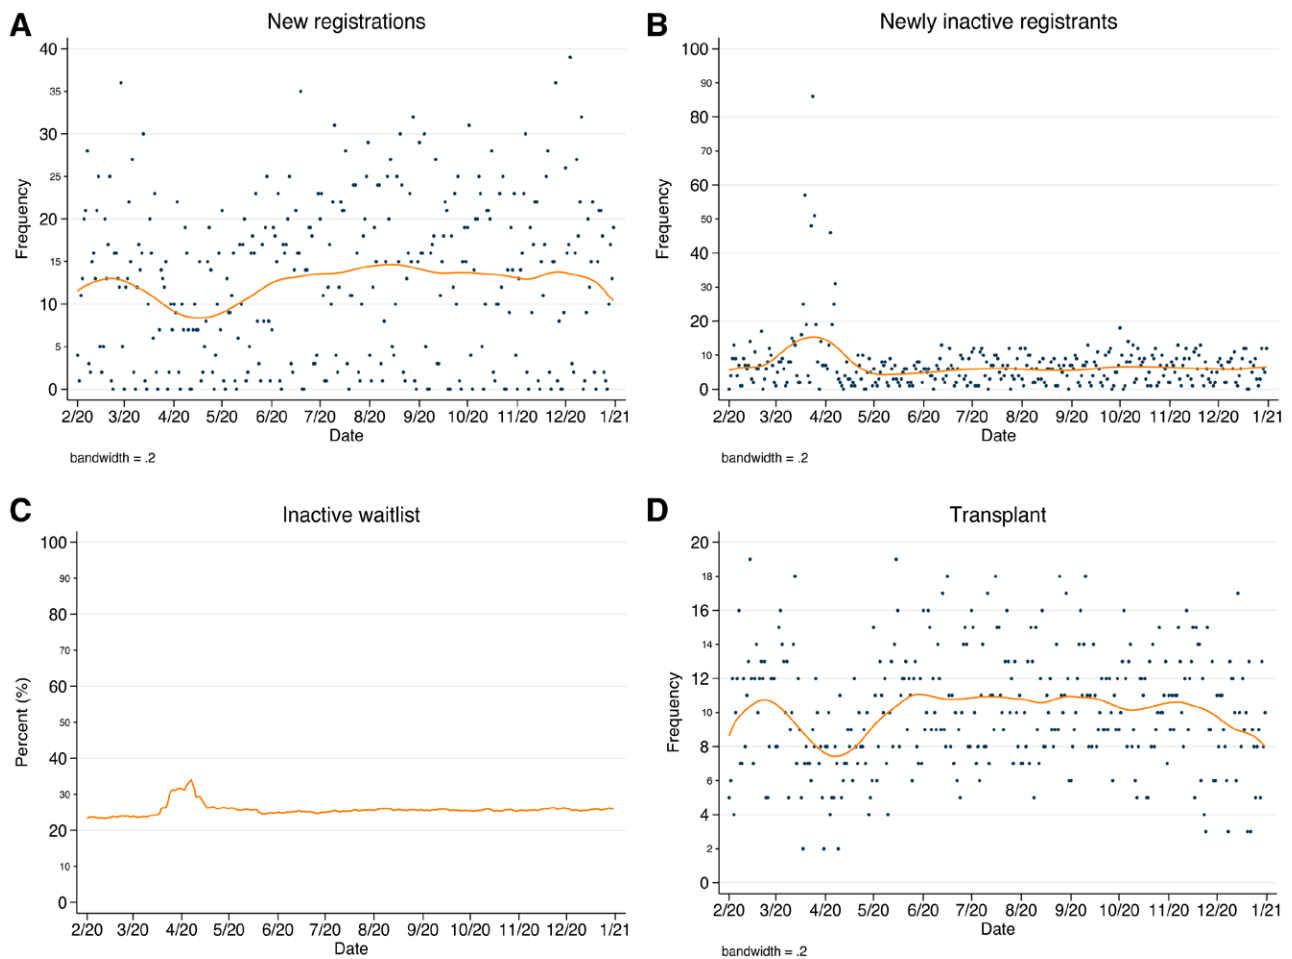 A New registrations
40
35
30
25
20
15
10
5
0
Frequency
2/20 3/20 4/20 5/20 6/20 7/20 8/20 9/20 10/20 11/20 12/20 1/21
Date
bandwidth = .2
B Newly inactive registrants
100
90
80
70
60
50
40
30
20
10
0
Frequency
2/20 3/20 4/20 5/20 6/20 7/20 8/20 9/20 10/20 11/20 12/20 1/21
Date
bandwidth = .2
C Inactive waitlist
100
90
80
70
60
50
40
30
20
10
0
Percent (%)
2/20 3/20 4/20 5/20 6/20 7/20 8/20 9/20 10/20 11/20 12/20 1/21
Date
D Transplant
20
18
16
14
12
10
8
6
4
2
0
Frequency
2/20 3/20 4/20 5/20 6/20 7/20 8/20 9/20 10/20 11/20 12/20 1/21
Date
bandwidth = .2